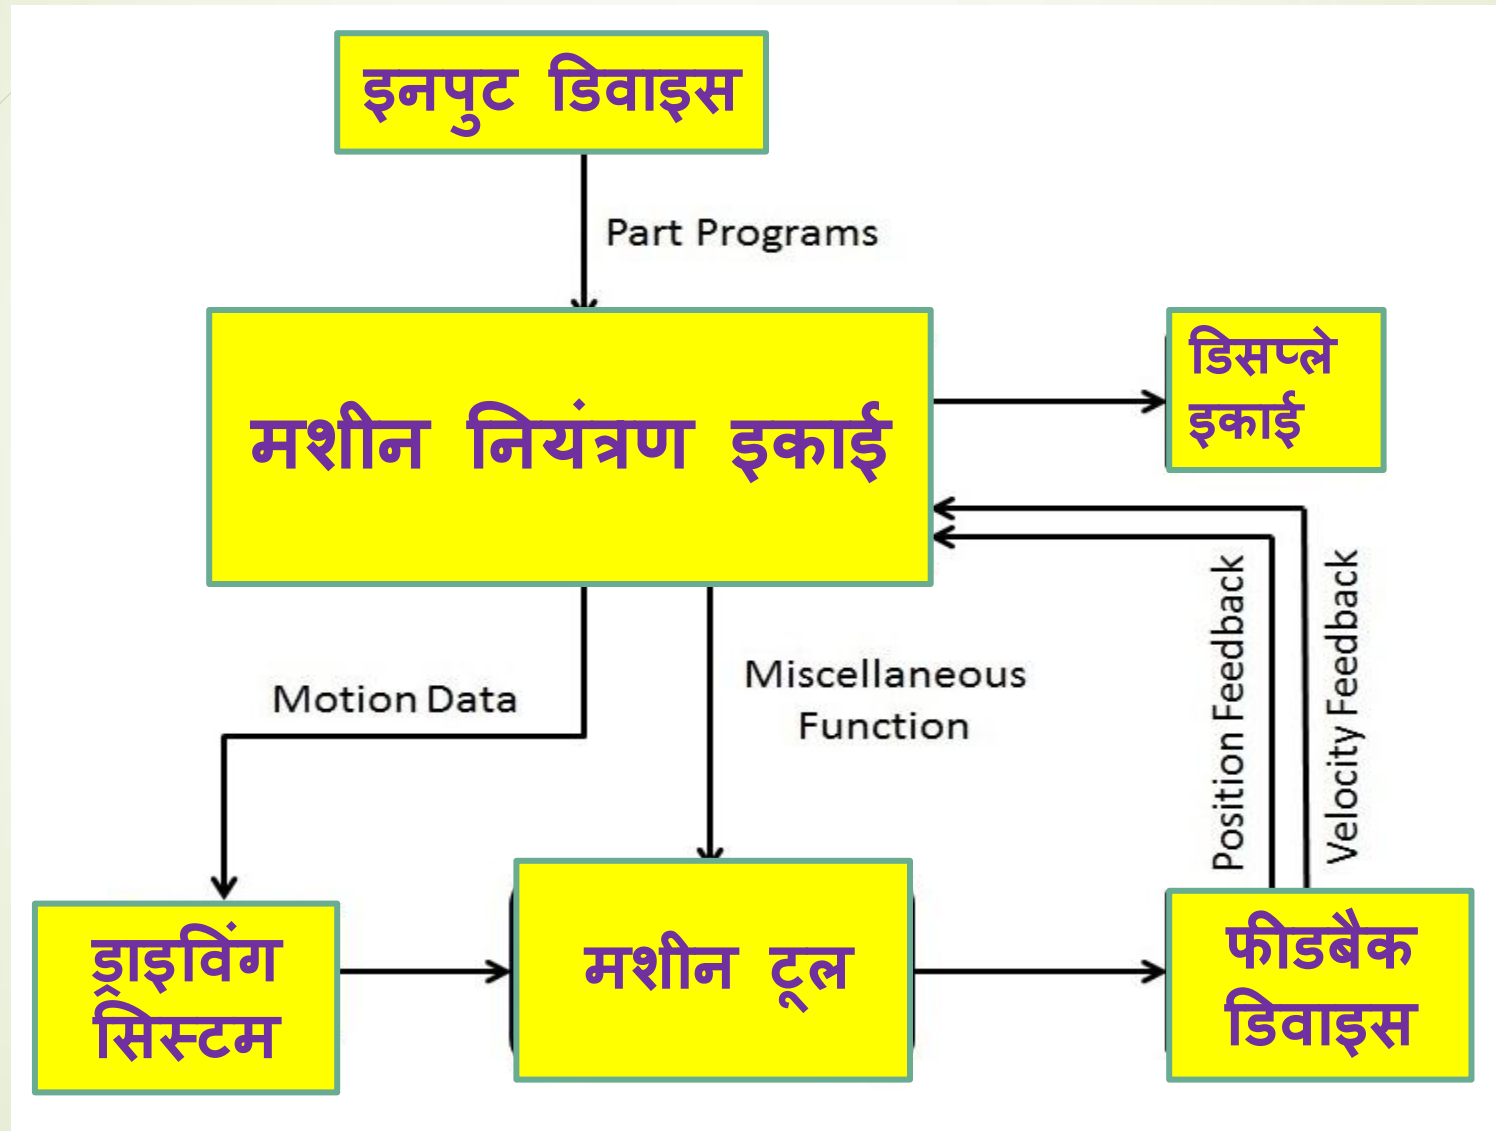 इनपुट डिवाइस
Part Programs
मशीन नियंत्रण इकाई
डिसप्ले
इकाई
Motion Data
Miscellaneous
Function
Position Feedback
Velocity Feedback
ड्राइविंग
सिस्टम
मशीन टूल
फीडबैक
डिवाइस